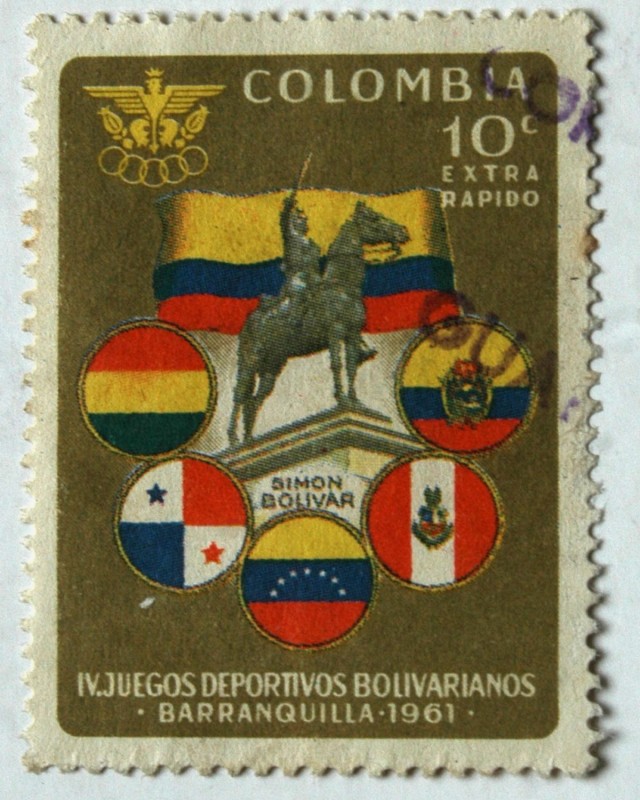 COLOMBIA
10c
EXTRA
RAPIDO
SIMON
BOLIVAR
IV. JUEGOS DEPORTIVOS BOLIVARIANOS
· BARRANQUILLA · 1961 ·